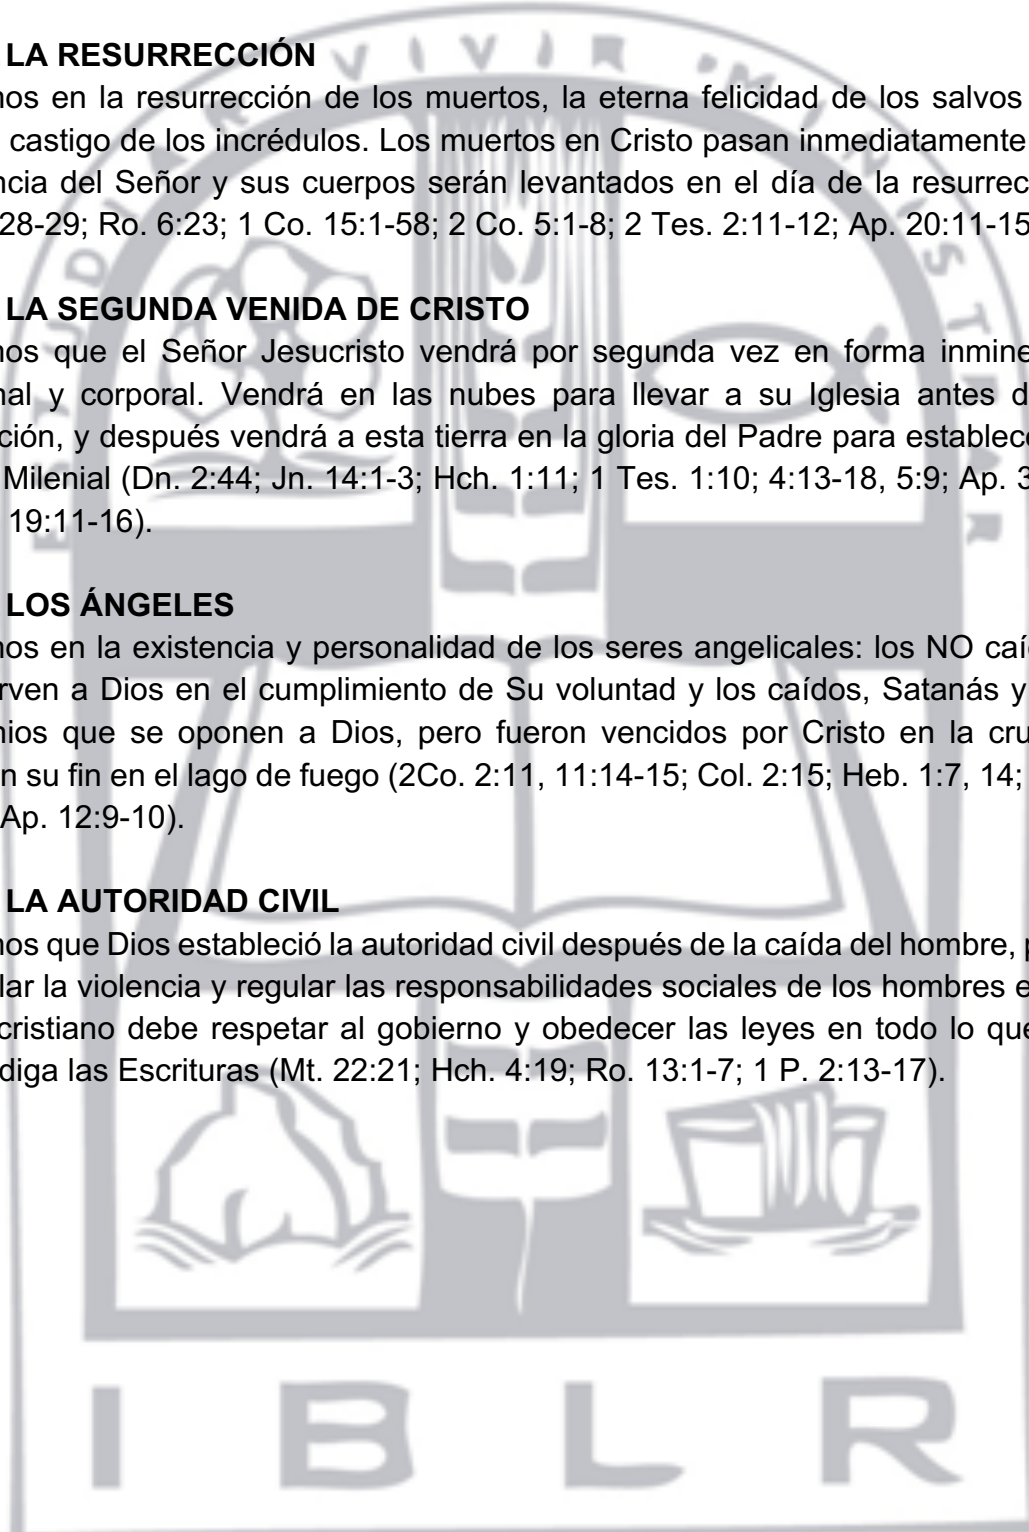 LA RESURRECCIÓN
nos en la resurrección de los muertos, la eterna felicidad de los salvos
castigo de los incrédulos. Los muertos en Cristo pasan inmediatamente
ncia del Señor y sus cuerpos serán levantados en el día de la resurrec
28-29; Ro. 6:23; 1 Co. 15:1-58; 2 Co. 5:1-8; 2 Tes. 2:11-12; Ap. 20:11-15
LA SEGUNDA VENIDA DE CRISTO
nos que el Señor Jesucristo vendrá por segunda vez en forma inmine
nal y corporal. Vendrá en las nubes para llevar a su Iglesia antes d
ción, y después vendrá a esta tierra en la gloria del Padre para establec
Milenial (Dn. 2:44; Jn. 14:1-3; Hch. 1:11; 1 Tes. 1:10; 4:13-18, 5:9; Ap. 3
19:11-16).
LOS ÁNGELES
nos en la existencia y personalidad de los seres angelicales: los NO caí
rven a Dios en el cumplimiento de Su voluntad y los caídos, Satanás y
nios que se oponen a Dios, pero fueron vencidos por Cristo en la cru
n su fin en el lago de fuego (2Co. 2:11, 11:14-15; Col. 2:15; Heb. 1:7, 14;
Ap. 12:9-10).
LA AUTORIDAD CIVIL
nos que Dios estableció la autoridad civil después de la caída del hombre, p
lar la violencia y regular las responsabilidades sociales de los hombres e
cristiano debe respetar al gobierno y obedecer las leyes en todo lo que
diga las Escrituras (Mt. 22:21; Hch. 4:19; Ro. 13:1-7; 1 P. 2:13-17).
ESTUDIAR VIVIR MINISTRAR
I B L R